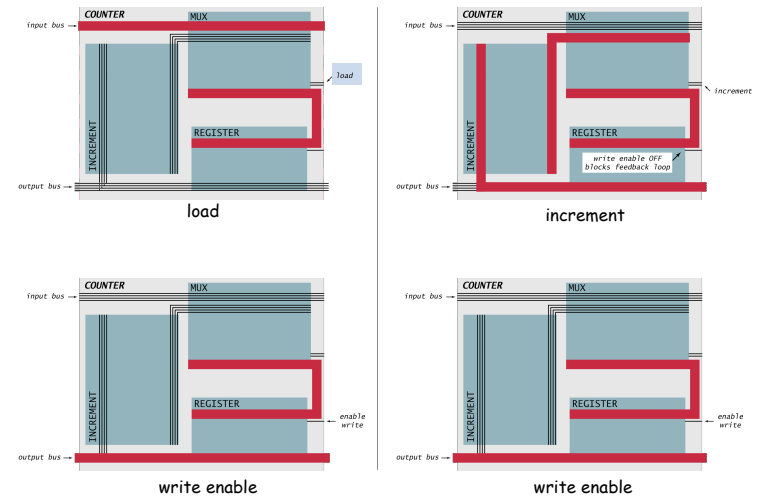 COUNTER
MUX
input bus
load
REGISTER
INCREMENT
output bus
load
COUNTER
MUX
input bus
increment
REGISTER
INCREMENT
write enable OFF
blocks feedback loop
output bus
increment
COUNTER
MUX
input bus
REGISTER
INCREMENT
enable
write
output bus
write enable
COUNTER
MUX
input bus
REGISTER
INCREMENT
enable
write
output bus
write enable